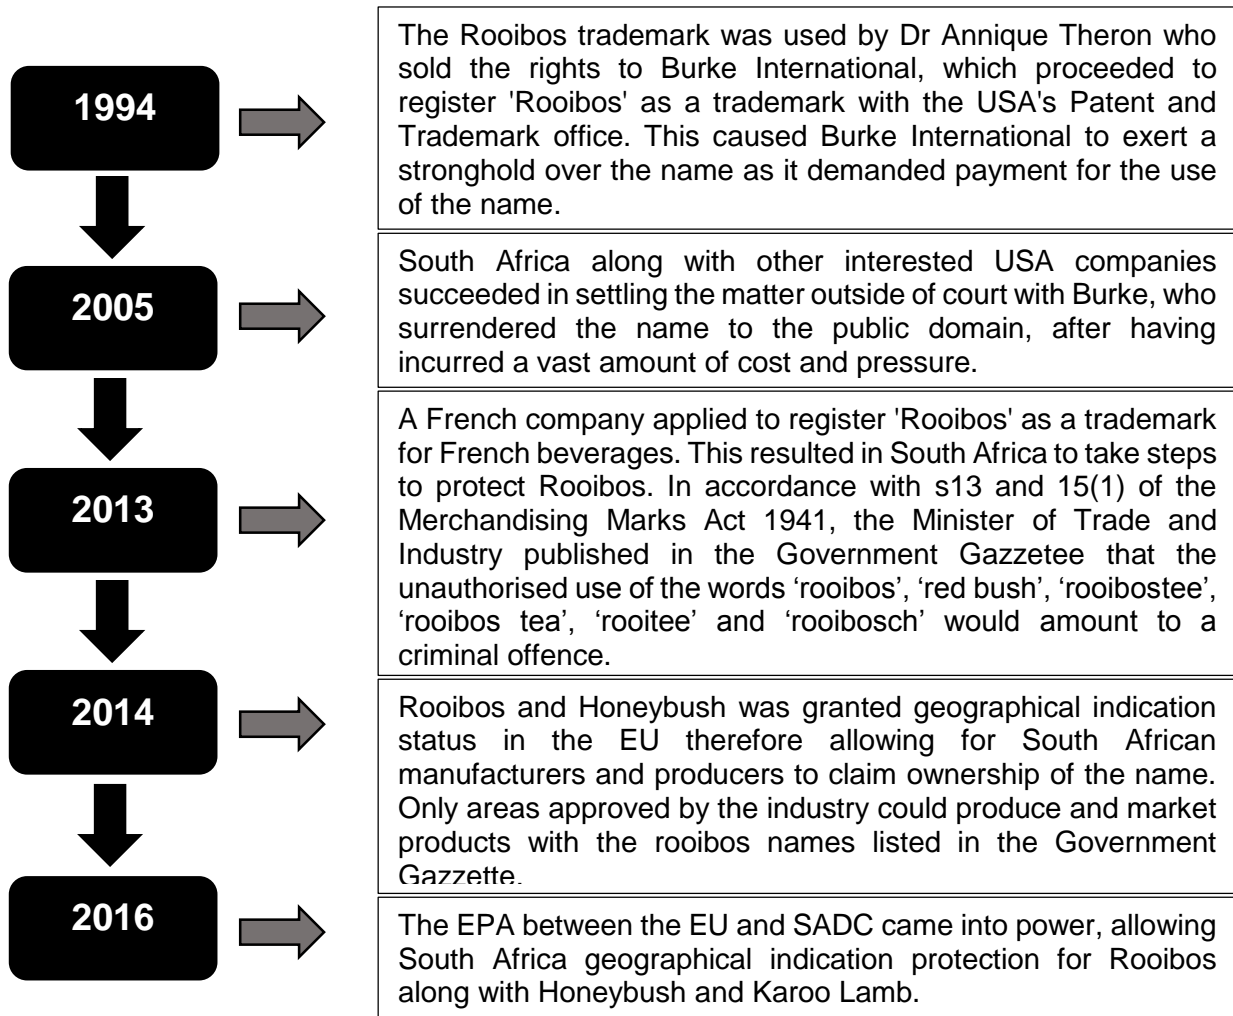 1994
The Rooibos trademark was used by Dr Annique Theron who
sold the rights to Burke International, which proceeded to
register 'Rooibos' as a trademark with the USA's Patent and
Trademark office. This caused Burke International to exert a
stronghold over the name as it demanded payment for the use
of the name.
2005
South Africa along with other interested USA companies
succeeded in settling the matter outside of court with Burke, who
surrendered the name to the public domain, after having
incurred a vast amount of cost and pressure.
2013
A French company applied to register 'Rooibos' as a trademark
for French beverages. This resulted in South Africa to take steps
to protect Rooibos. In accordance with s13 and 15(1) of the
Merchandising Marks Act 1941, the Minister of Trade and
Industry published in the Government Gazzetee that the
unauthorised use of the words ‘rooibos’, ‘red bush’, ‘rooibostee’,
‘rooibos tea’, ‘rooitee’ and ‘rooibosch’ would amount to a
criminal offence.
2014
Rooibos and Honeybush was granted geographical indication
status in the EU therefore allowing for South African
manufacturers and producers to claim ownership of the name.
Only areas approved by the industry could produce and market
products with the rooibos names listed in the Government
Gazzette.
2016
The EPA between the EU and SADC came into power, allowing
South Africa geographical indication protection for Rooibos
along with Honeybush and Karoo Lamb.